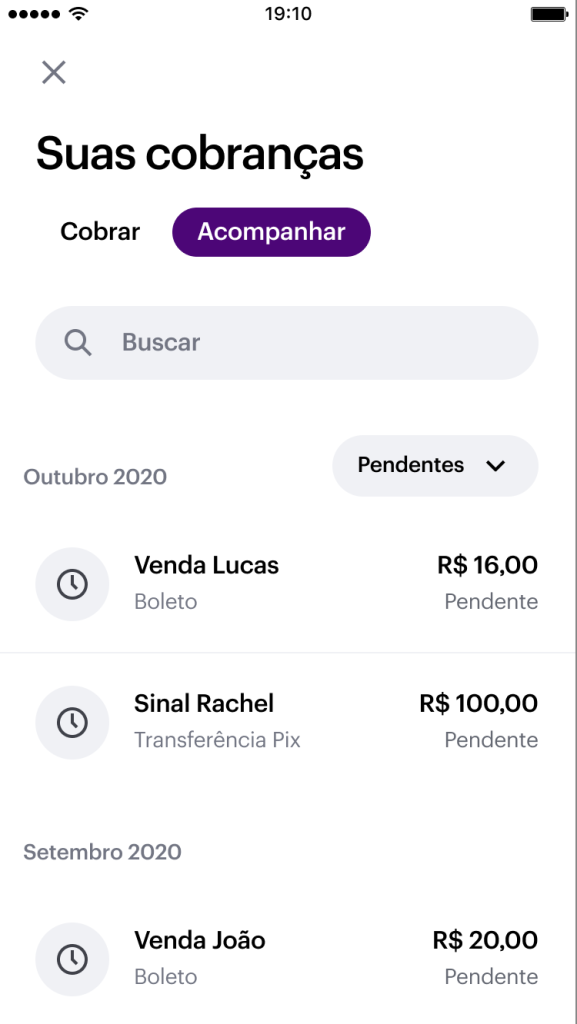 19:10
Suas cobranças
Cobrar Acompanhar
Buscar
Outubro 2020 Pendentes
Venda Lucas R$ 16,00
Boleto Pendente
Sinal Rachel R$ 100,00
Transferência Pix Pendente
Setembro 2020
Venda João R$ 20,00
Boleto Pendente